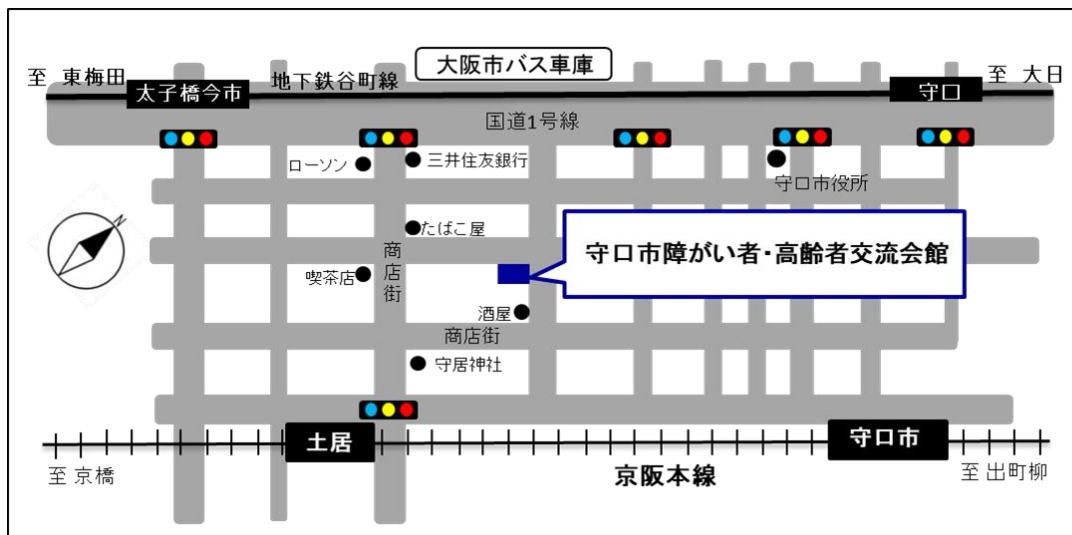 大阪市バス車庫
至 東梅田
地下鉄谷町線
至 大日
太子橋今市
守口
国道1号線
ローソン
三井住友銀行
守口市役所
N
たばこ屋
商店街
守口市障がい者・高齢者交流会館
喫茶店
酒屋
商店街
守居神社
土居
守口市
至 京橋
京阪本線
至 出町柳